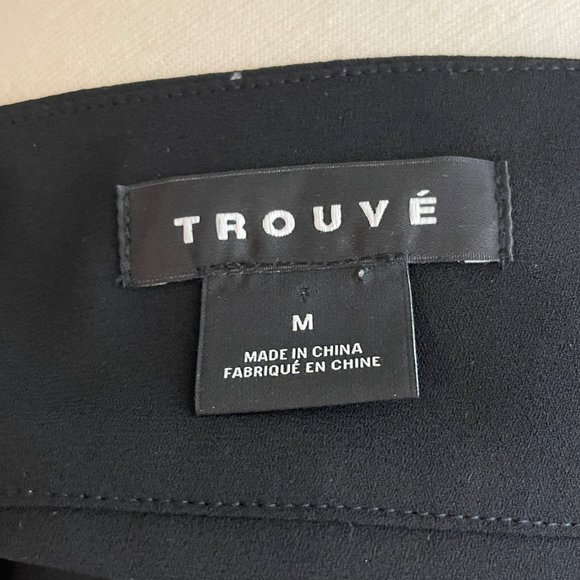 TROUVÉ
M
MADE IN CHINA
FABRIQUÉ EN CHINE